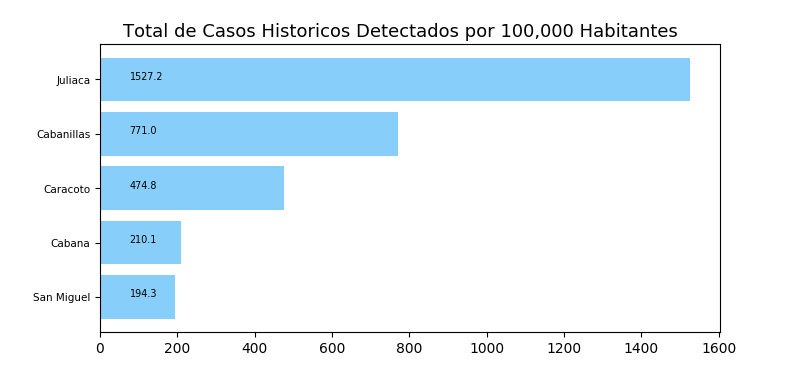 Total de Casos Historicos Detectados por 100,000 Habitantes
Juliaca 1527.2
Cabanillas 771.0
Caracoto 474.8
Cabana 210.1
San Miguel 194.3
0 200 400 600 800 1000 1200 1400 1600